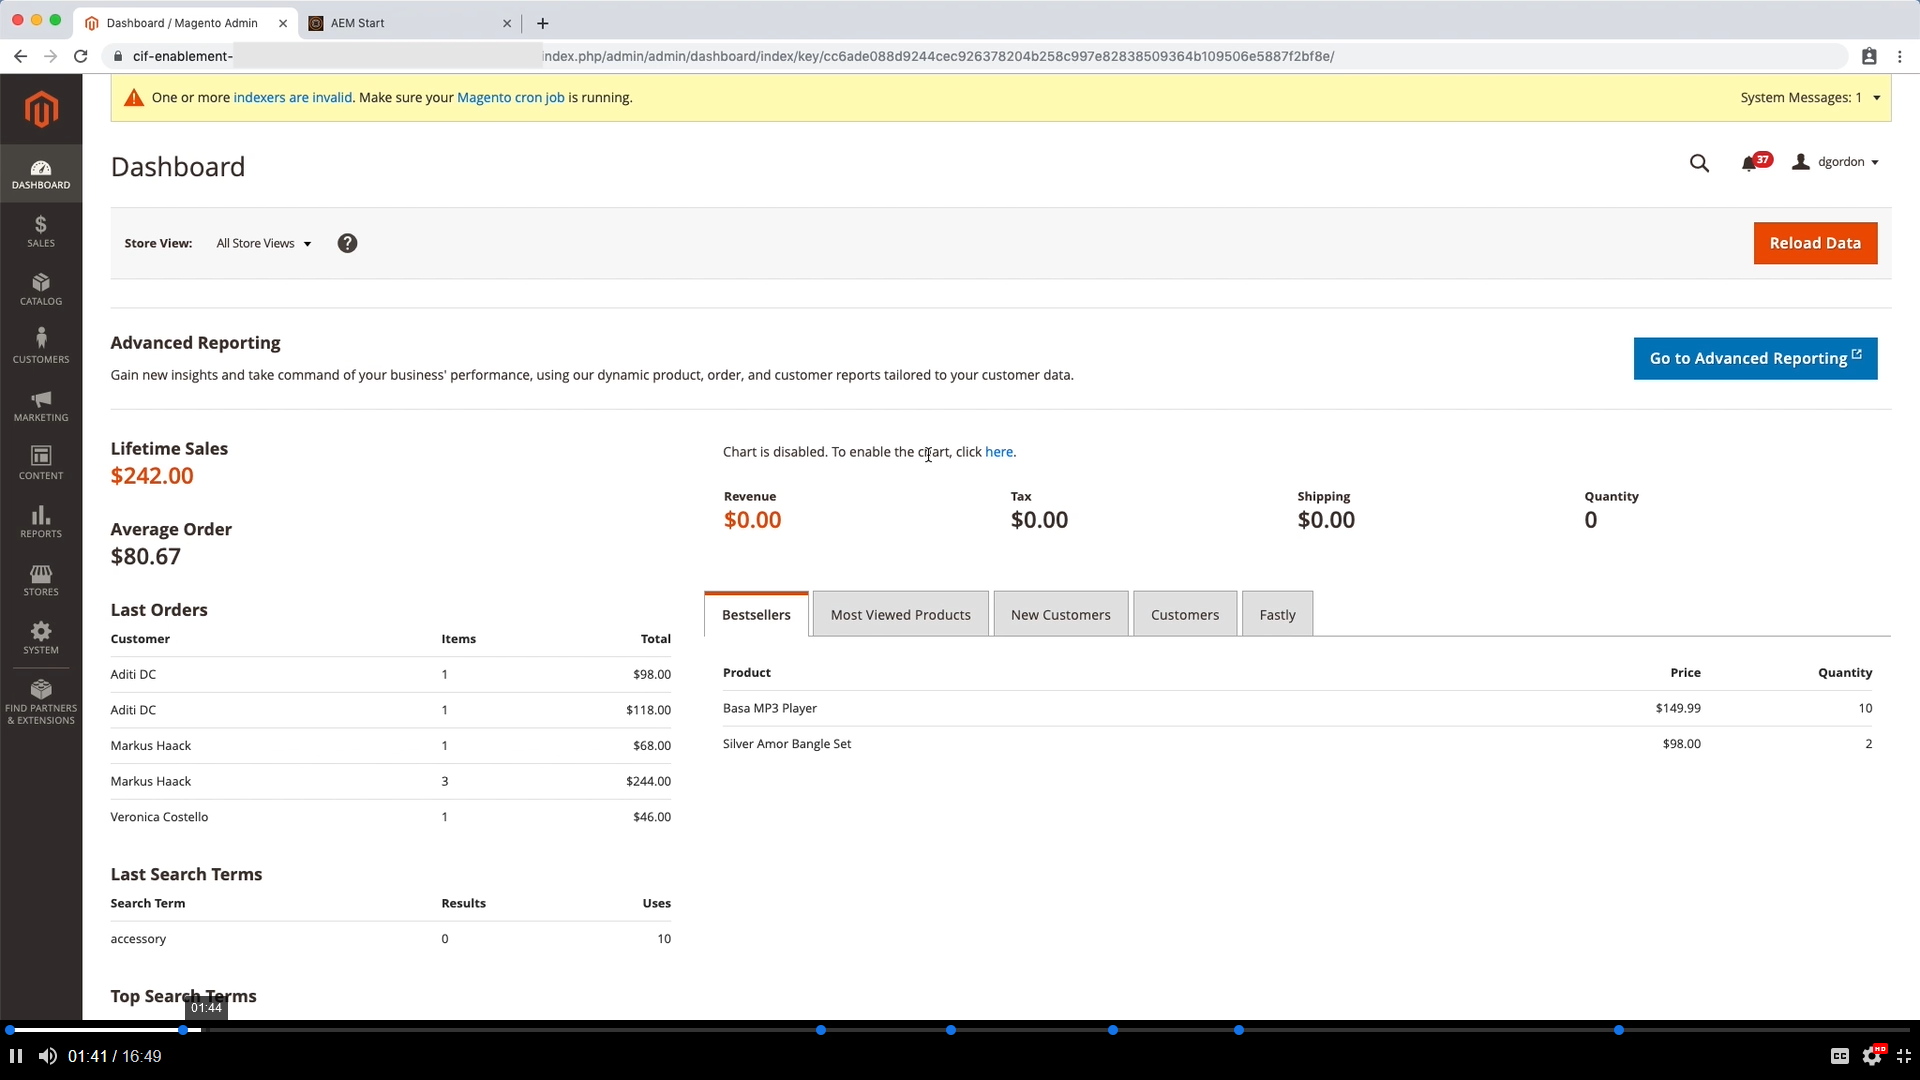 Dashboard / Magento Admin
AEM Start
cif-enablement-
index.php/admin/admin/dashboard/index/key/cc6ade088d9244cec926378204b258c997e82838509364b109506e5887f2bf8e/
One or more indexers are invalid. Make sure your Magento cron job is running.
System Messages: 1
DASHBOARD
SALES
CATALOG
CUSTOMERS
MARKETING
CONTENT
REPORTS
STORES
SYSTEM
FIND PARTNERS
& EXTENSIONS
Dashboard
37
dgordon
Store View: All Store Views ?
Reload Data
Advanced Reporting
Gain new insights and take command of your business' performance, using our dynamic product, order, and customer reports tailored to your customer data.
Go to Advanced Reporting
Lifetime Sales
$242.00
Average Order
$80.67
Last Orders
Customer Items Total
Aditi DC 1 $98.00
Aditi DC 1 $118.00
Markus Haack 1 $68.00
Markus Haack 3 $244.00
Veronica Costello 1 $46.00
Last Search Terms
Search Term Results Uses
accessory 0 10
Top Search Terms
Chart is disabled. To enable the chart, click here.
Revenue Tax Shipping Quantity
$0.00 $0.00 $0.00 0
Bestsellers Most Viewed Products New Customers Customers Fastly
Product Price Quantity
Basa MP3 Player $149.99 10
Silver Amor Bangle Set $98.00 2
01:44
01:41 / 16:49
CC
HD